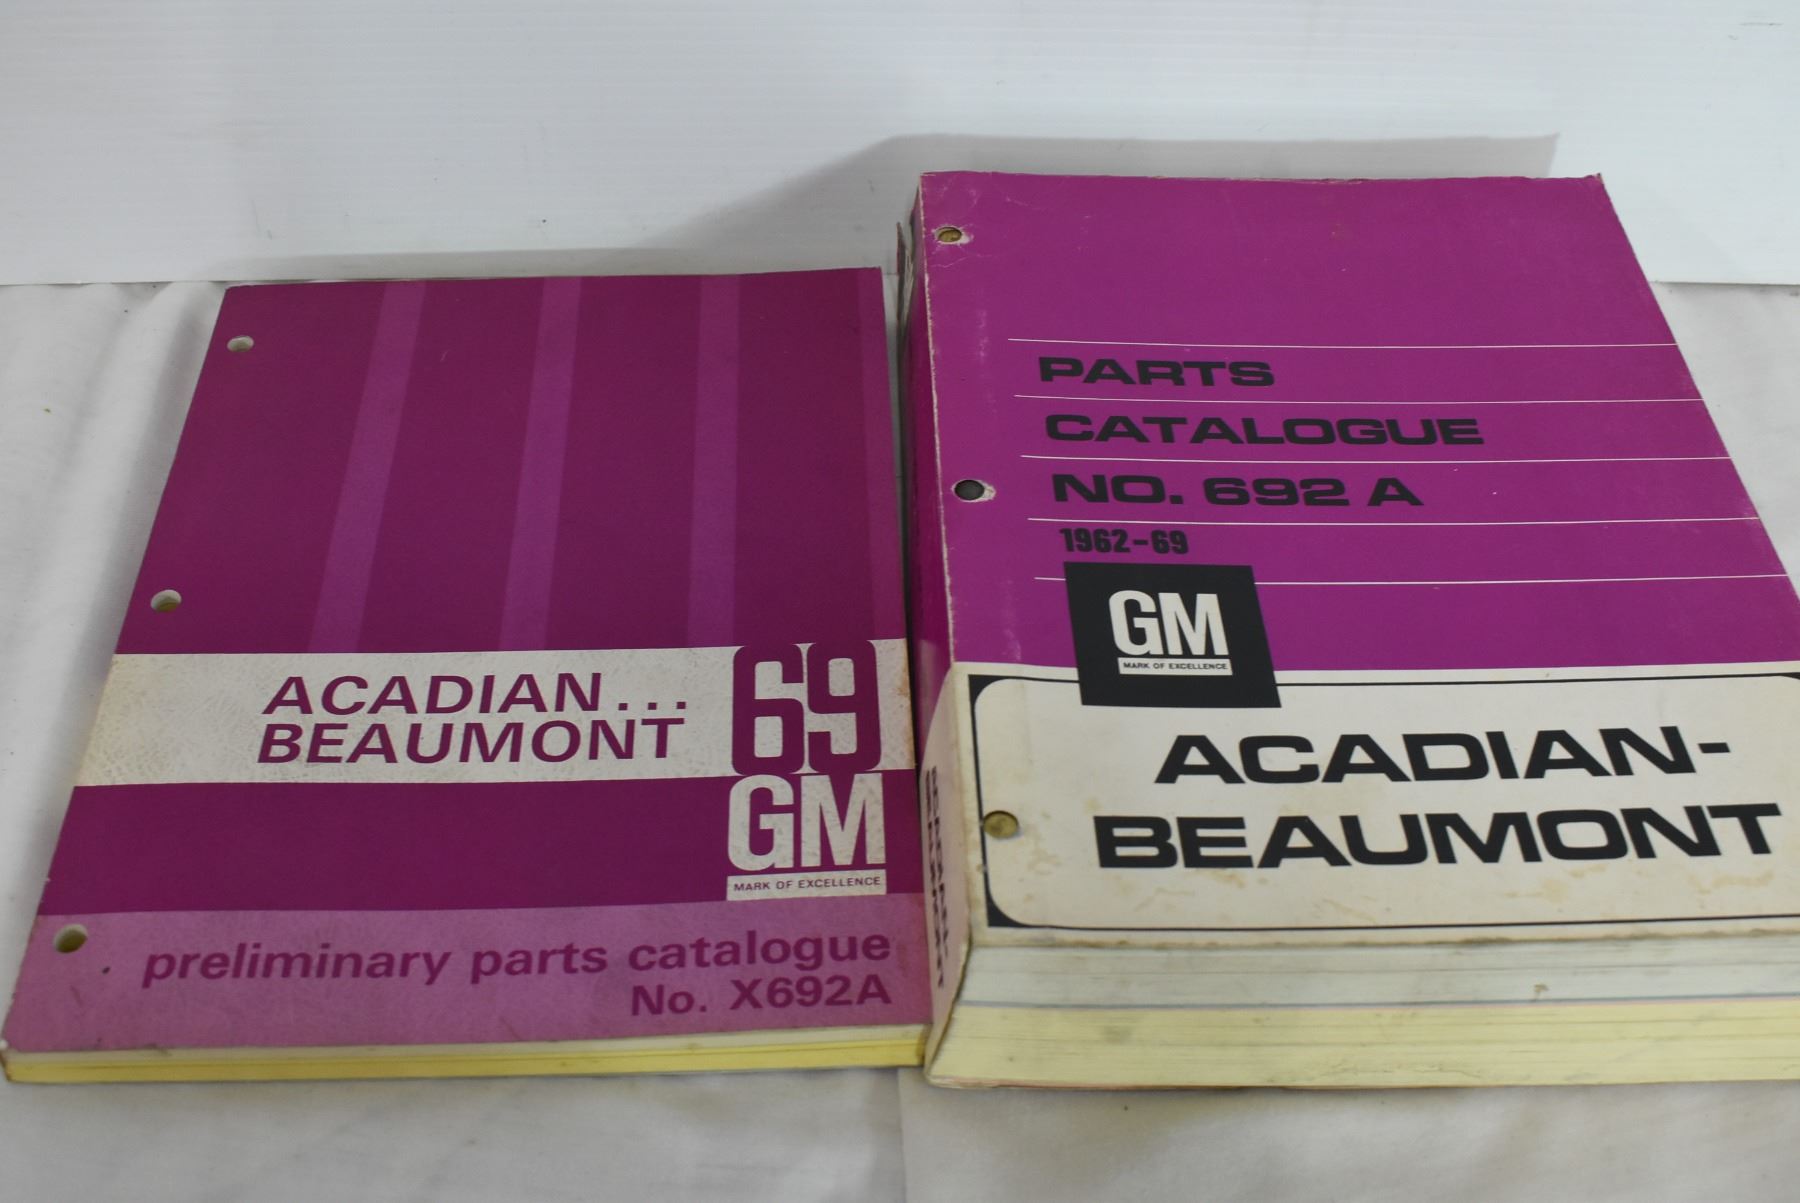 ACADIAN...
BEAUMONT
69
GM
MARK OF EXCELLENCE
preliminary parts catalogue
No. X692A
PARTS
CATALOGUE
NO. 692 A
1962-69
GM
MARK OF EXCELLENCE
ACADIAN-
BEAUMONT